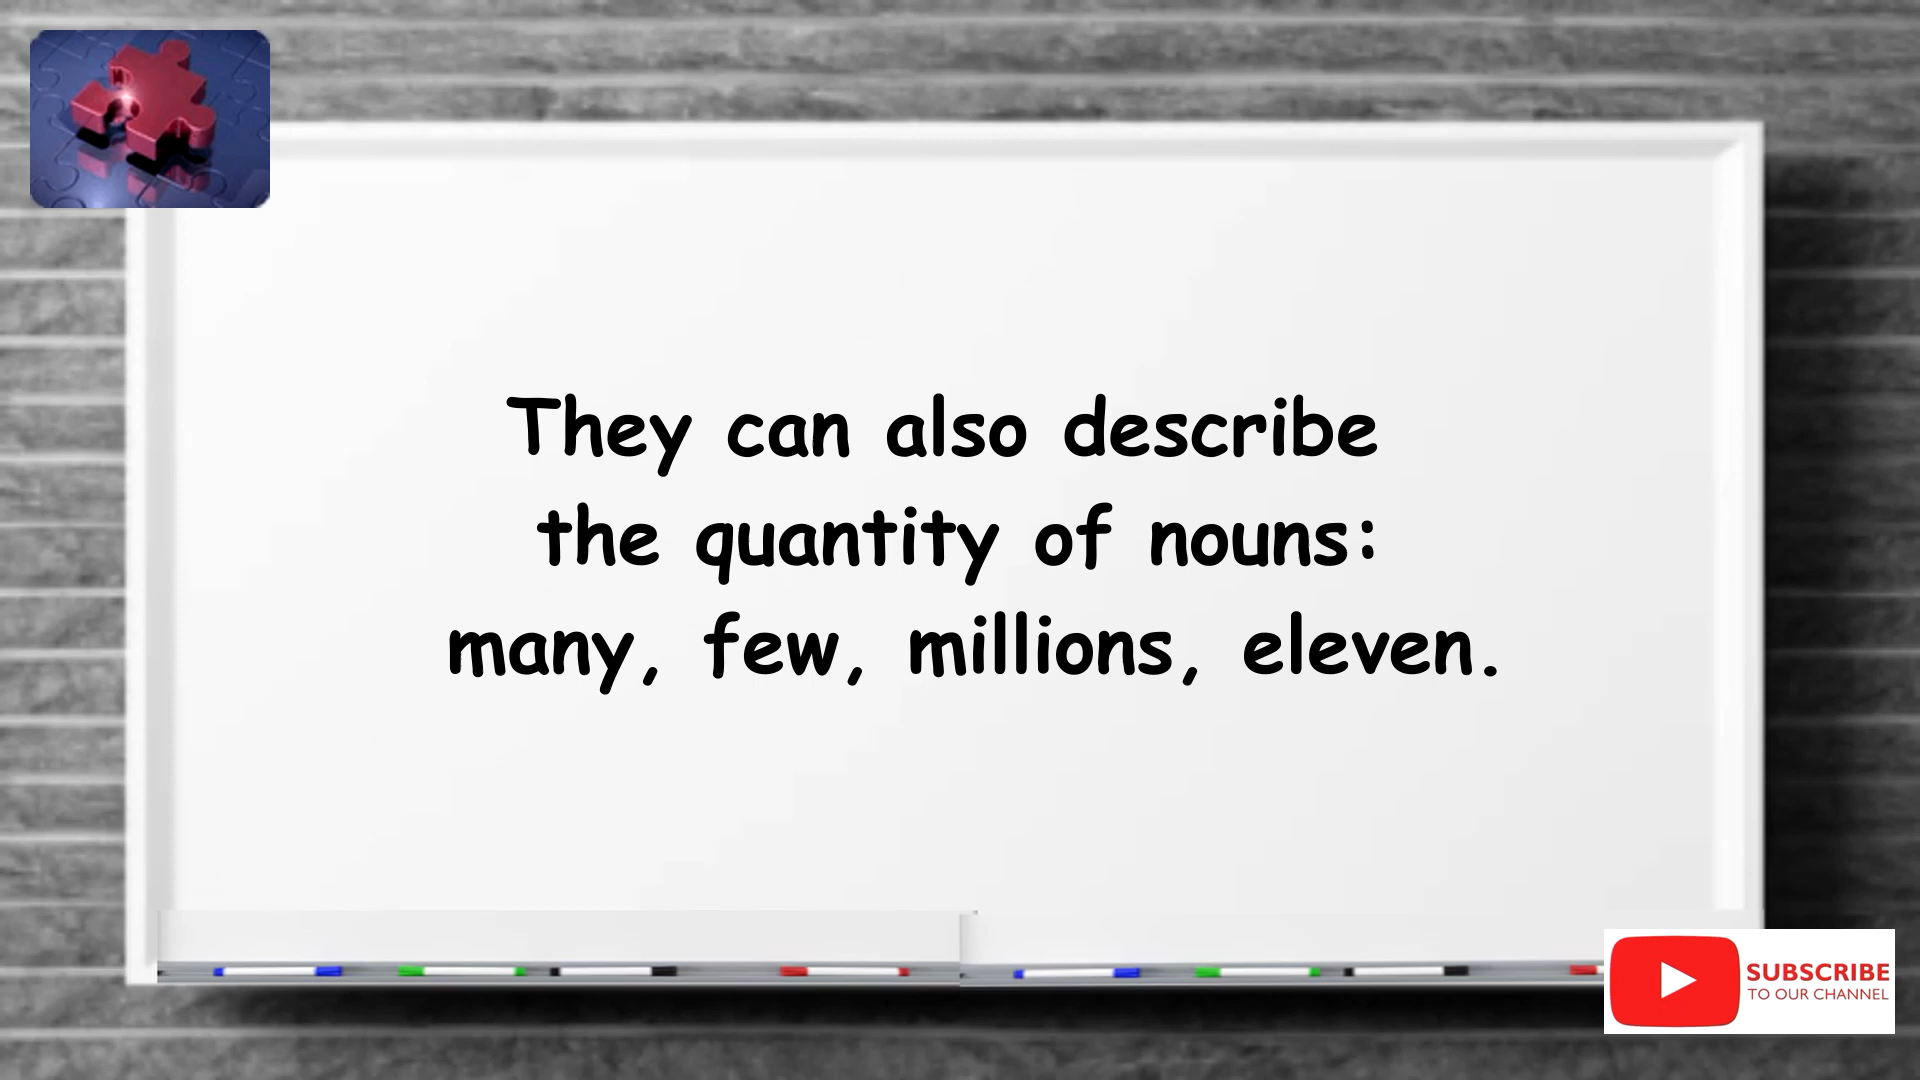 They can also describe
the quantity of nouns:
many, few, millions, eleven.
SUBSCRIBE
TO OUR CHANNEL